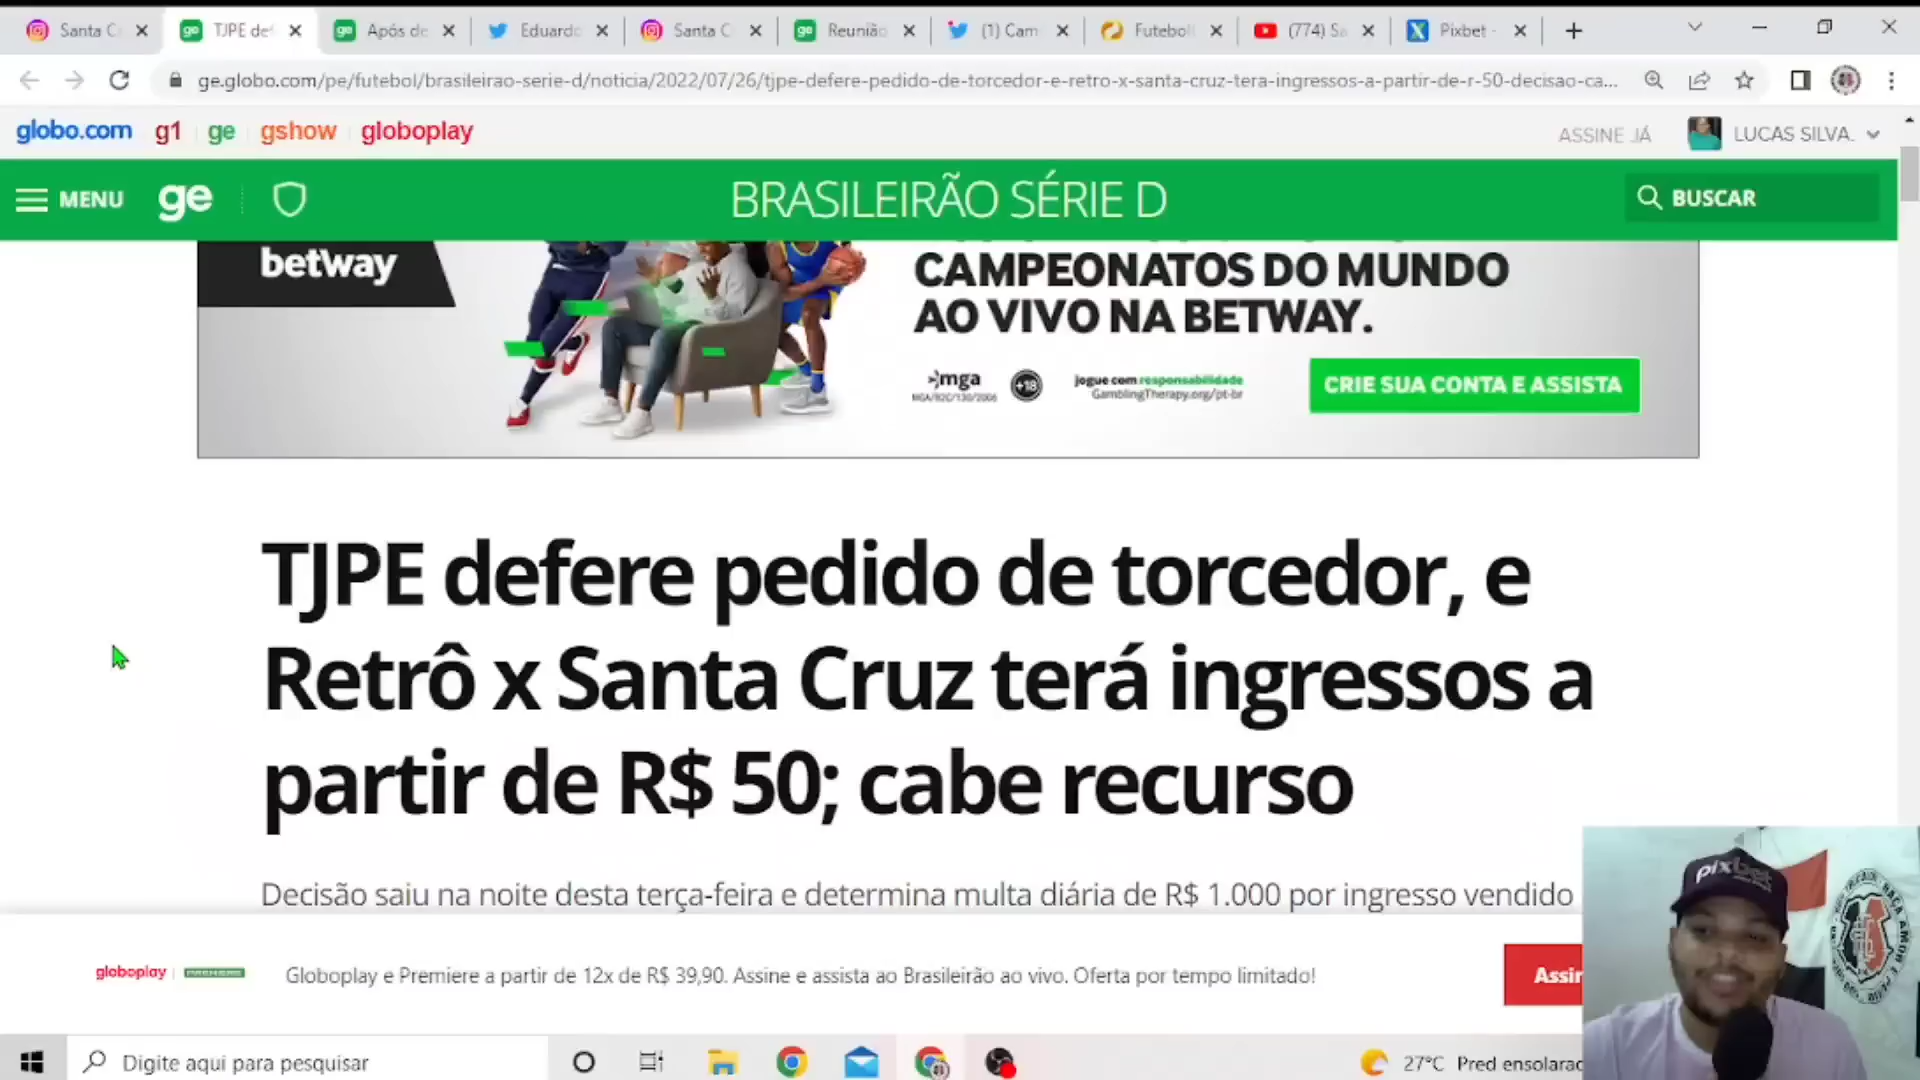 Santa C
TJPE def
Após de
Eduardo
Santa C
Reunião
(1) Cam
Futebol
(774) Sa
Pixbet -
ge.globo.com/pe/futebol/brasileirao-serie-d/noticia/2022/07/26/tjpe-defere-pedido-de-torcedor-e-retro-x-santa-cruz-tera-ingressos-a-partir-de-r-50-decisao-ca...
globo.com g1 ge gshow globoplay
ASSINE JÁ LUCAS SILVA.
MENU ge BRASILEIRÃO SÉRIE D BUSCAR
betway
CAMPEONATOS DO MUNDO
AO VIVO NA BETWAY.
mga
+18
jogue com responsabilidade
GamblingTherapy.org/pt-br
CRIE SUA CONTA E ASSISTA
TJPE defere pedido de torcedor, e
Retrô x Santa Cruz terá ingressos a
partir de R$ 50; cabe recurso
Decisão saiu na noite desta terça-feira e determina multa diária de R$ 1.000 por ingresso vendido
globoplay PREMIERE Globoplay e Premiere a partir de 12x de R$ 39,90. Assine e assista ao Brasileirão ao vivo. Oferta por tempo limitado! Assin
pixbet
Digite aqui para pesquisar 27°C Pred ensolarad